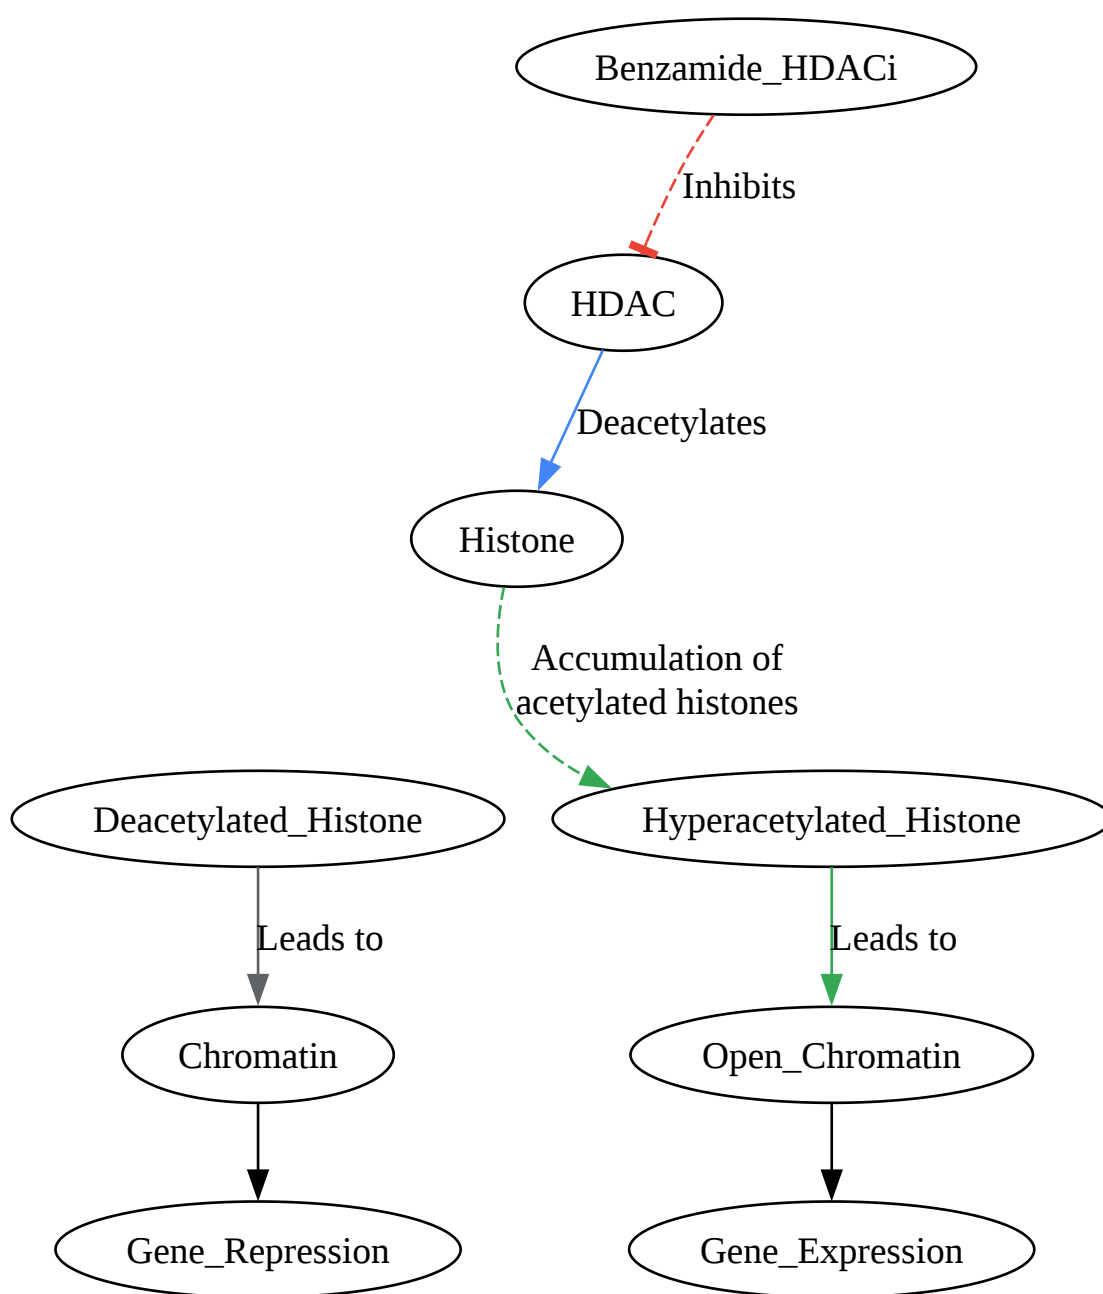 Benzamide_HDACi
Inhibits
HDAC
Deacetylates
Histone
Accumulation of
acetylated histones
Deacetylated_Histone
Hyperacetylated_Histone
Leads to
Leads to
Chromatin
Open_Chromatin
Gene_Repression
Gene_Expression